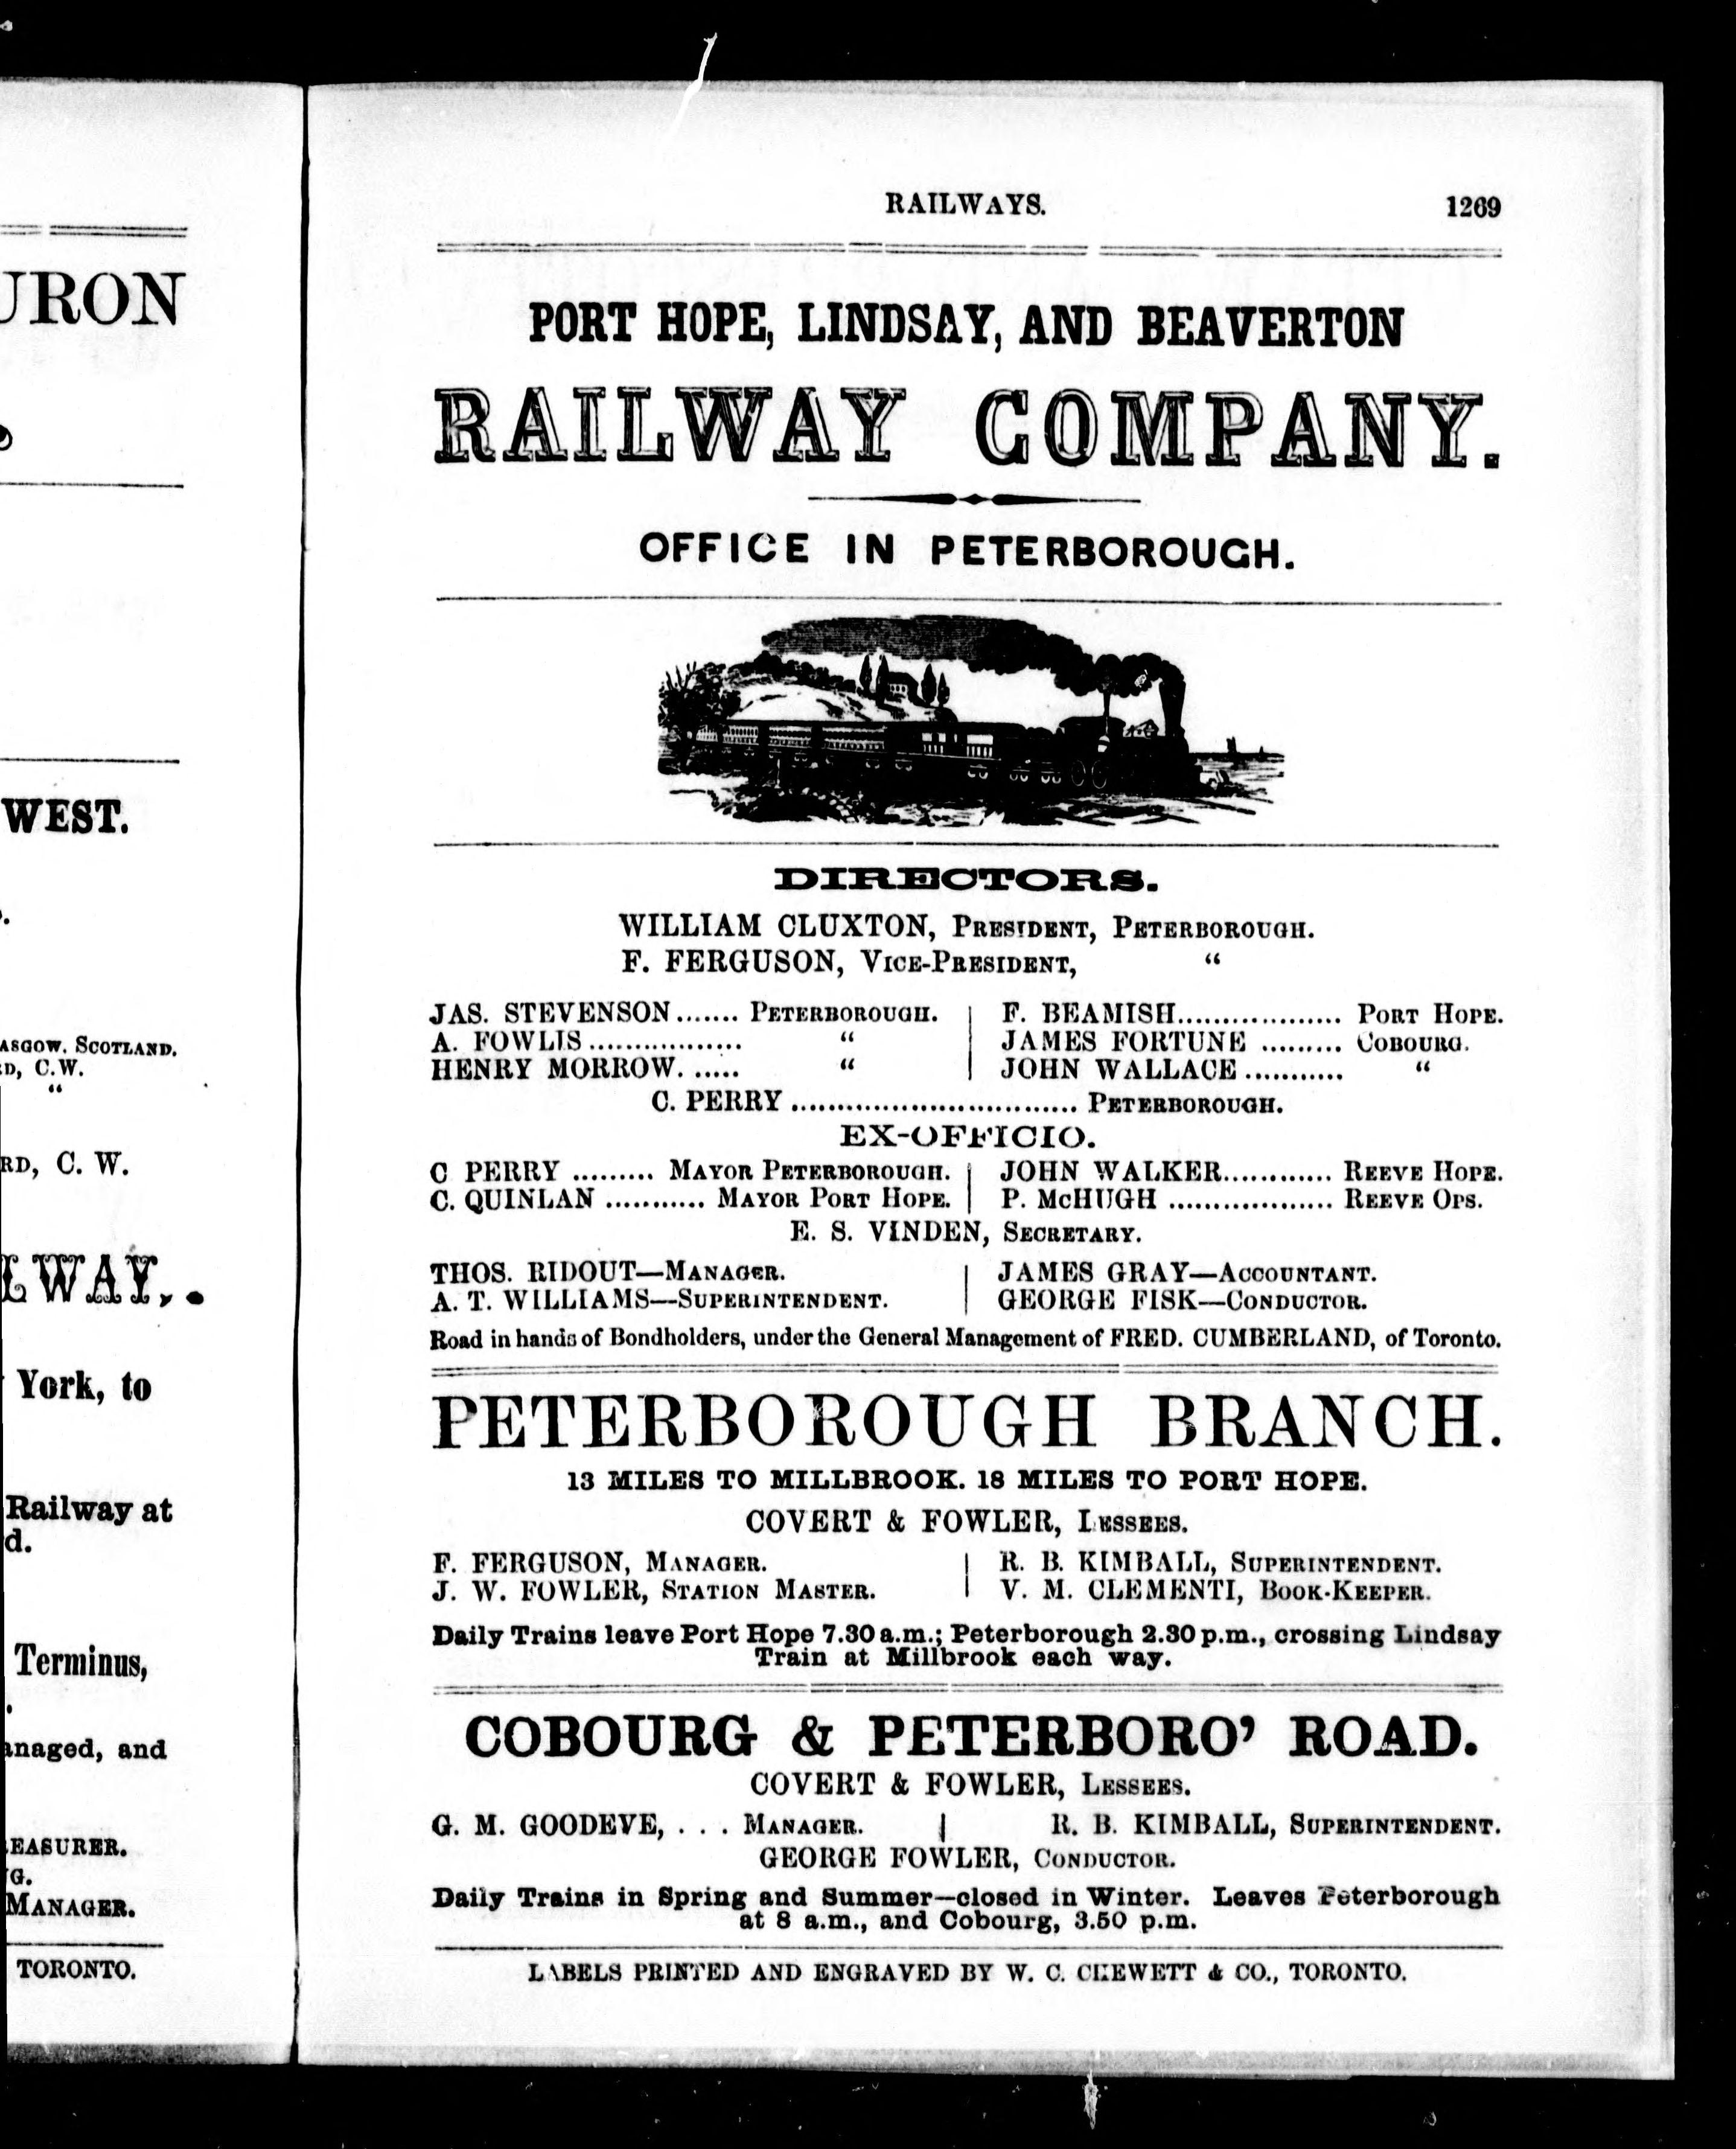 URON
WEST.
ASGOW, SCOTLAND.
D, C.W.
“
RD, C. W.
LWAY,.
York, to
Railway at
d.
Terminus,
anaged, and
EASURER.
G.
MANAGER.
TORONTO.
RAILWAYS. 1269
PORT HOPE, LINDSAY, AND BEAVERTON
RAILWAY COMPANY.
OFFICE IN PETERBOROUGH.
DIRECTORS.
WILLIAM CLUXTON, PRESIDENT, PETERBOROUGH.
F. FERGUSON, VICE-PRESIDENT, “
JAS. STEVENSON....... PETERBOROUGH. | F. BEAMISH.................. PORT HOPE.
A. FOWLIS................. “ | JAMES FORTUNE ......... COBOURG.
HENRY MORROW. ..... “ | JOHN WALLACE........... “
C. PERRY............................... PETERBOROUGH.
EX-OFFICIO.
C PERRY ......... MAYOR PETERBOROUGH. | JOHN WALKER............ REEVE HOPE.
C. QUINLAN ........... MAYOR PORT HOPE. | P. McHUGH .................. REEVE OPS.
E. S. VINDEN, SECRETARY.
THOS. RIDOUT—MANAGER. | JAMES GRAY—ACCOUNTANT.
A. T. WILLIAMS—SUPERINTENDENT. | GEORGE FISK—CONDUCTOR.
Road in hands of Bondholders, under the General Management of FRED. CUMBERLAND, of Toronto.
PETERBOROUGH BRANCH.
13 MILES TO MILLBROOK. 18 MILES TO PORT HOPE.
COVERT & FOWLER, LESSEES.
F. FERGUSON, MANAGER. | R. B. KIMBALL, SUPERINTENDENT.
J. W. FOWLER, STATION MASTER. | V. M. CLEMENTI, BOOK-KEEPER.
Daily Trains leave Port Hope 7.30 a.m.; Peterborough 2.30 p.m., crossing Lindsay
Train at Millbrook each way.
COBOURG & PETERBORO’ ROAD.
COVERT & FOWLER, LESSEES.
G. M. GOODEVE, . . . MANAGER. | R. B. KIMBALL, SUPERINTENDENT.
GEORGE FOWLER, CONDUCTOR.
Daily Trains in Spring and Summer—closed in Winter. Leaves Peterborough
at 8 a.m., and Cobourg, 3.50 p.m.
LABELS PRINTED AND ENGRAVED BY W. C. CHEWETT & CO., TORONTO.